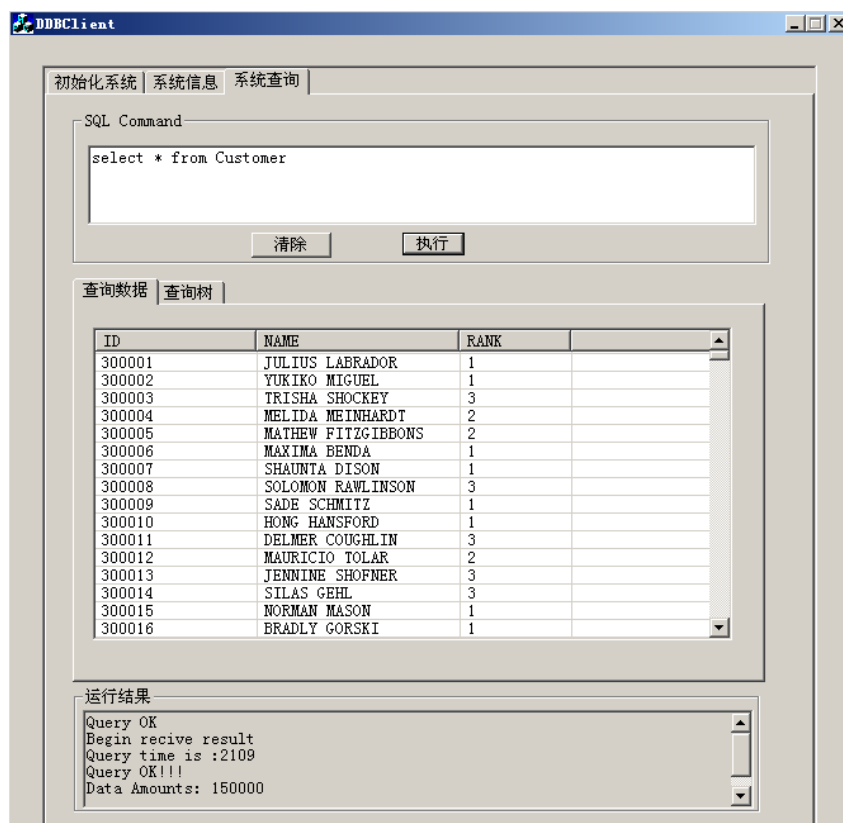 DDBClient
初始化系统 系统信息 系统查询
SQL Command
select * from Customer
清除 执行
查询数据 查询树
ID NAME RANK
300001 JULIUS LABRADOR 1
300002 YUKIKO MIGUEL 1
300003 TRISHA SHOCKEY 3
300004 MELIDA MEINHARDT 2
300005 MATHEW FITZGIBBONS 2
300006 MAXIMA BENDA 1
300007 SHAUNTA DISON 1
300008 SOLOMON RAWLINSON 3
300009 SADE SCHMITZ 1
300010 HONG HANSFORD 1
300011 DELMER COUGHLIN 3
300012 MAURICIO TOLAR 2
300013 JENNINE SHOFNER 3
300014 SILAS GEHL 3
300015 NORMAN MASON 1
300016 BRADLY GORSKI 1
运行结果
Query OK
Begin recive result
Query time is :2109
Query OK!!!
Data Amounts: 150000